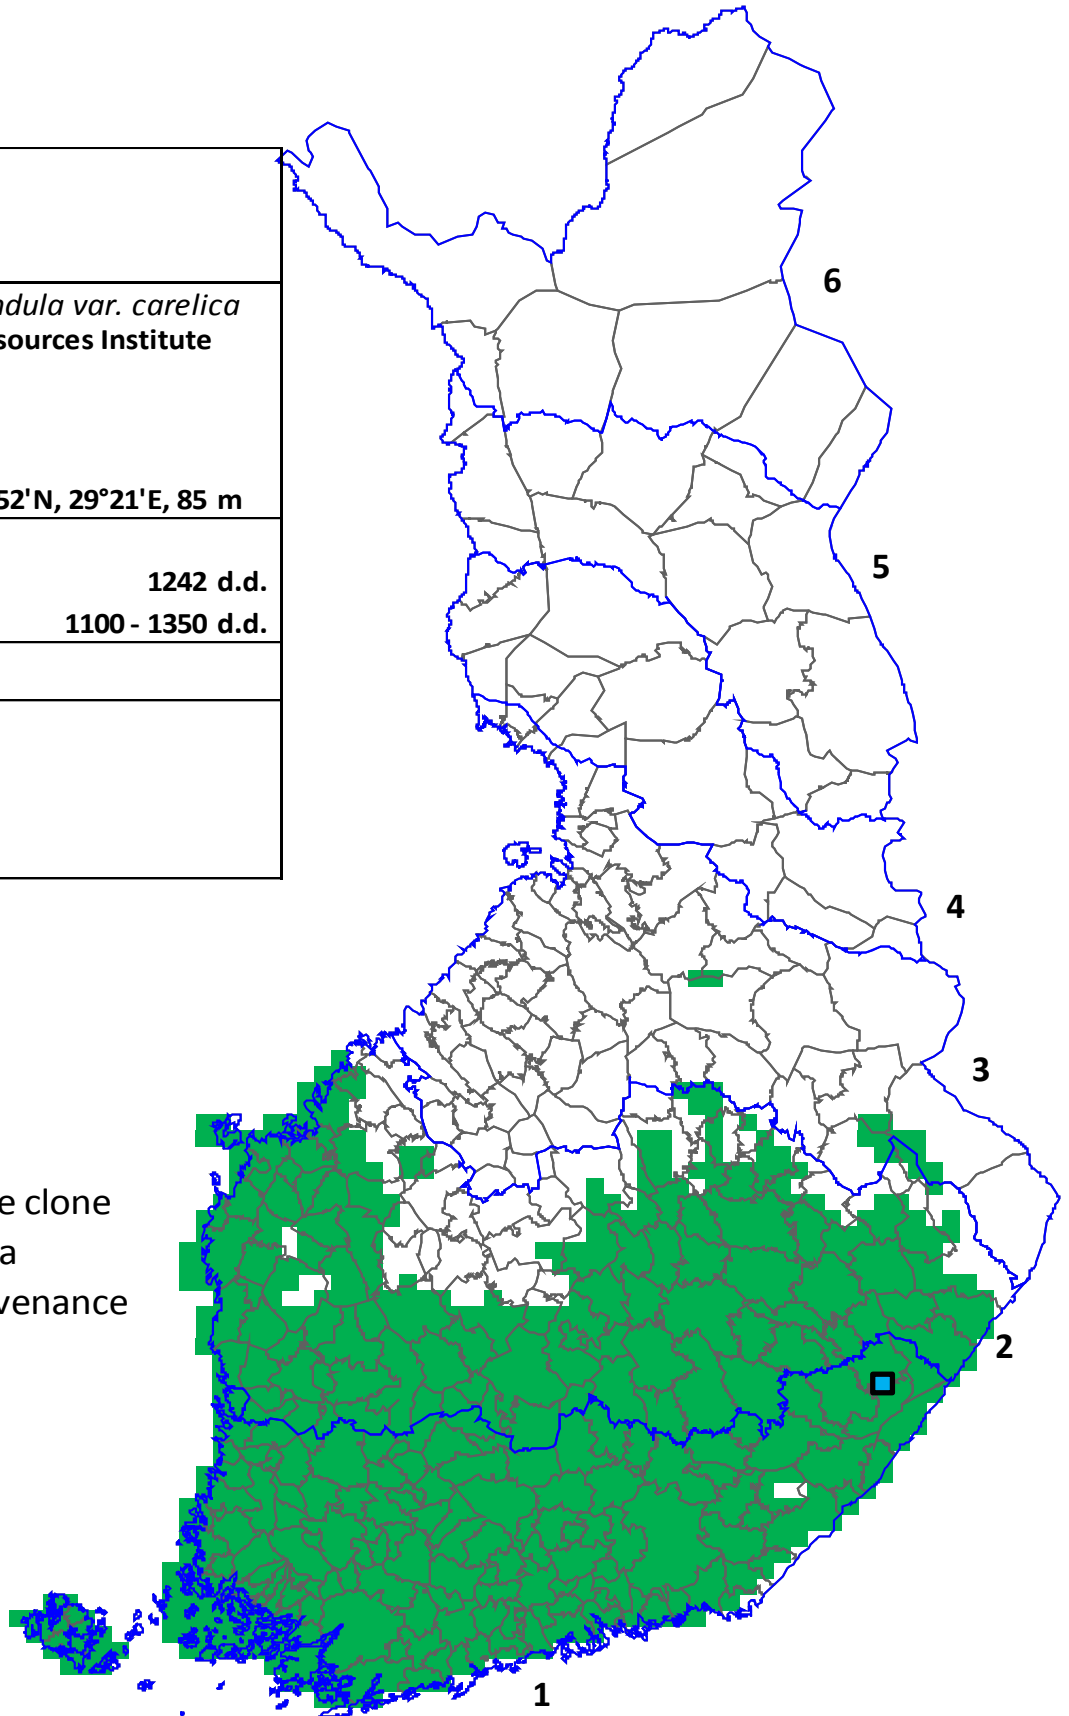 ndula var. carelica
sources Institute
52'N, 29°21'E, 85 m
1242 d.d.
1100 - 1350 d.d.
6
5
4
3
e clone
a
venance
2
1